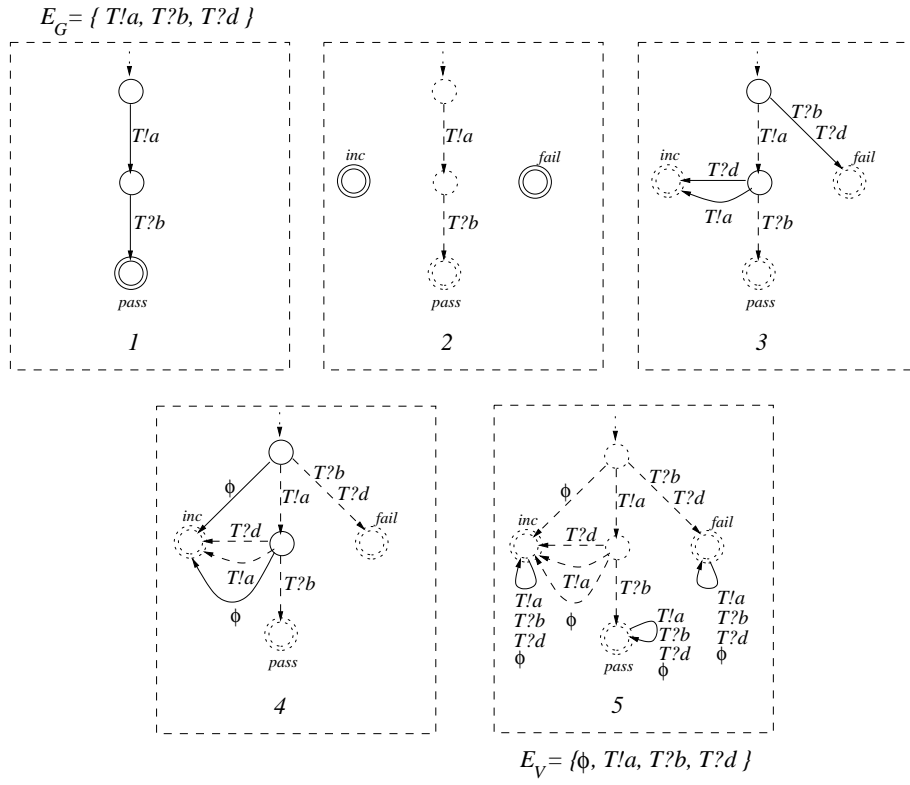 E_G = { T!a, T?b, T?d }
T!a
T?b
pass
1
inc
fail
T!a
T?b
pass
2
T?b
T?d
T!a
inc
fail
T?d
T!a
T?b
pass
3
T?b
ϕ
T?d
T!a
inc
fail
T?d
T!a
T?b
ϕ
pass
4
T?b
ϕ
T?d
T!a
inc
fail
T?d
T!a
T?b
ϕ
T!a
T?b
T?d
ϕ
T!a
T?b
T?d
ϕ
T!a
T?b
T?d
ϕ
pass
5
E_V = {ϕ, T!a, T?b, T?d }